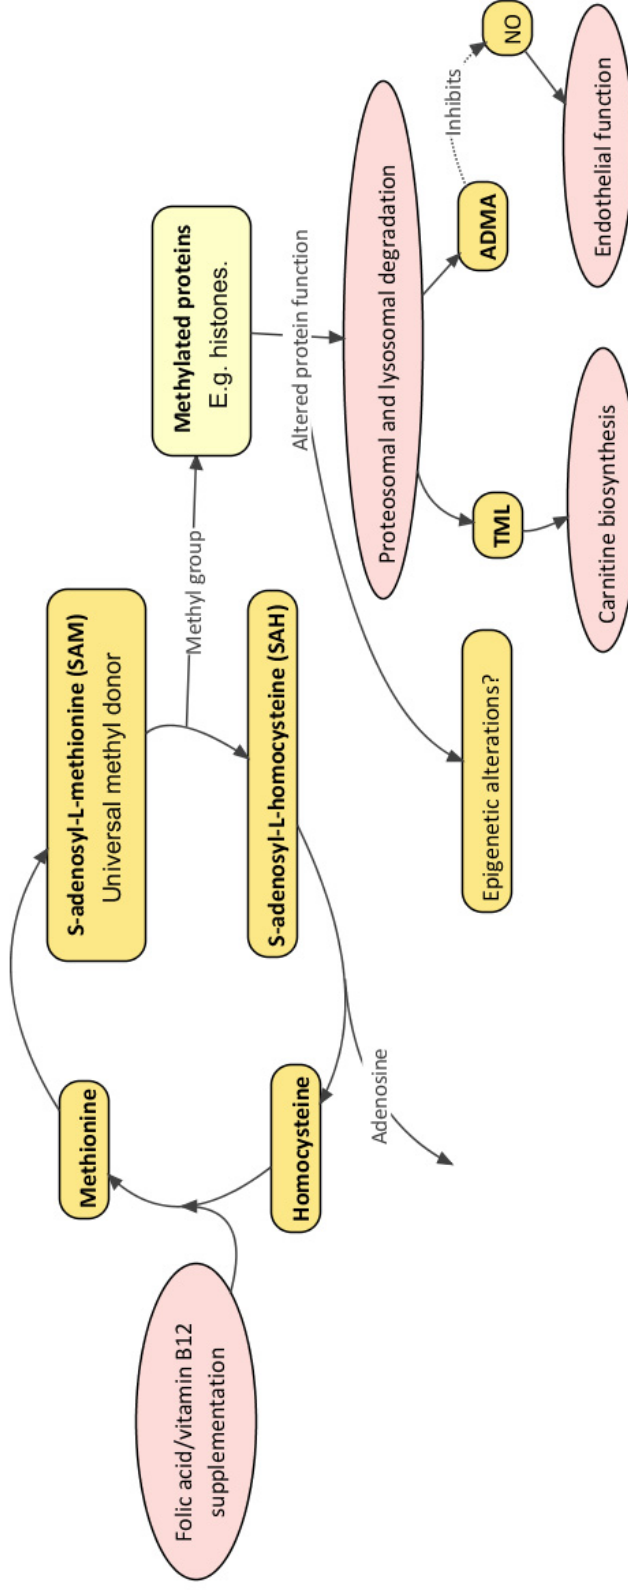 Folic acid/vitamin B12
supplementation
Methionine
Homocysteine
S-adenosyl-L-methionine (SAM)
Universal methyl donor
S-adenosyl-L-homocysteine (SAH)
Adenosine
Methyl group
Methylated proteins
E.g. histones.
Altered protein function
Epigenetic alterations?
Proteosomal and lysosomal degradation
TML
ADMA
Inhibits
NO
Carnitine biosynthesis
Endothelial function